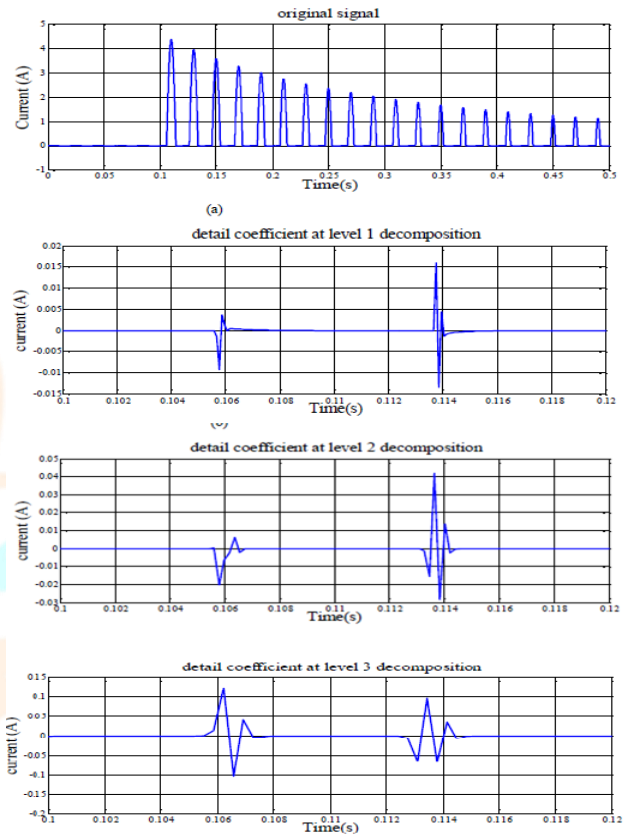 original signal
5
4
3
2
1
0
-1
Current (A)
0 0.05 0.1 0.15 0.2 0.25 0.3 0.35 0.4 0.45 0.5
Time(s)
(a)
detail coefficient at level 1 decomposition
0.02
0.015
0.01
0.005
0
-0.005
-0.01
-0.015
current (A)
0.1 0.102 0.104 0.106 0.108 0.11 0.112 0.114 0.116 0.118 0.12
Time(s)
detail coefficient at level 2 decomposition
0.05
0.04
0.03
0.02
0.01
0
-0.01
-0.02
-0.03
current (A)
0.1 0.102 0.104 0.106 0.108 0.11 0.112 0.114 0.116 0.118 0.12
Time(s)
detail coefficient at level 3 decomposition
0.15
0.1
0.03
0
-0.05
-0.1
-0.2
current (A)
0.1 0.102 0.104 0.106 0.108 0.11 0.112 0.114 0.116 0.118 0.12
Time(s)